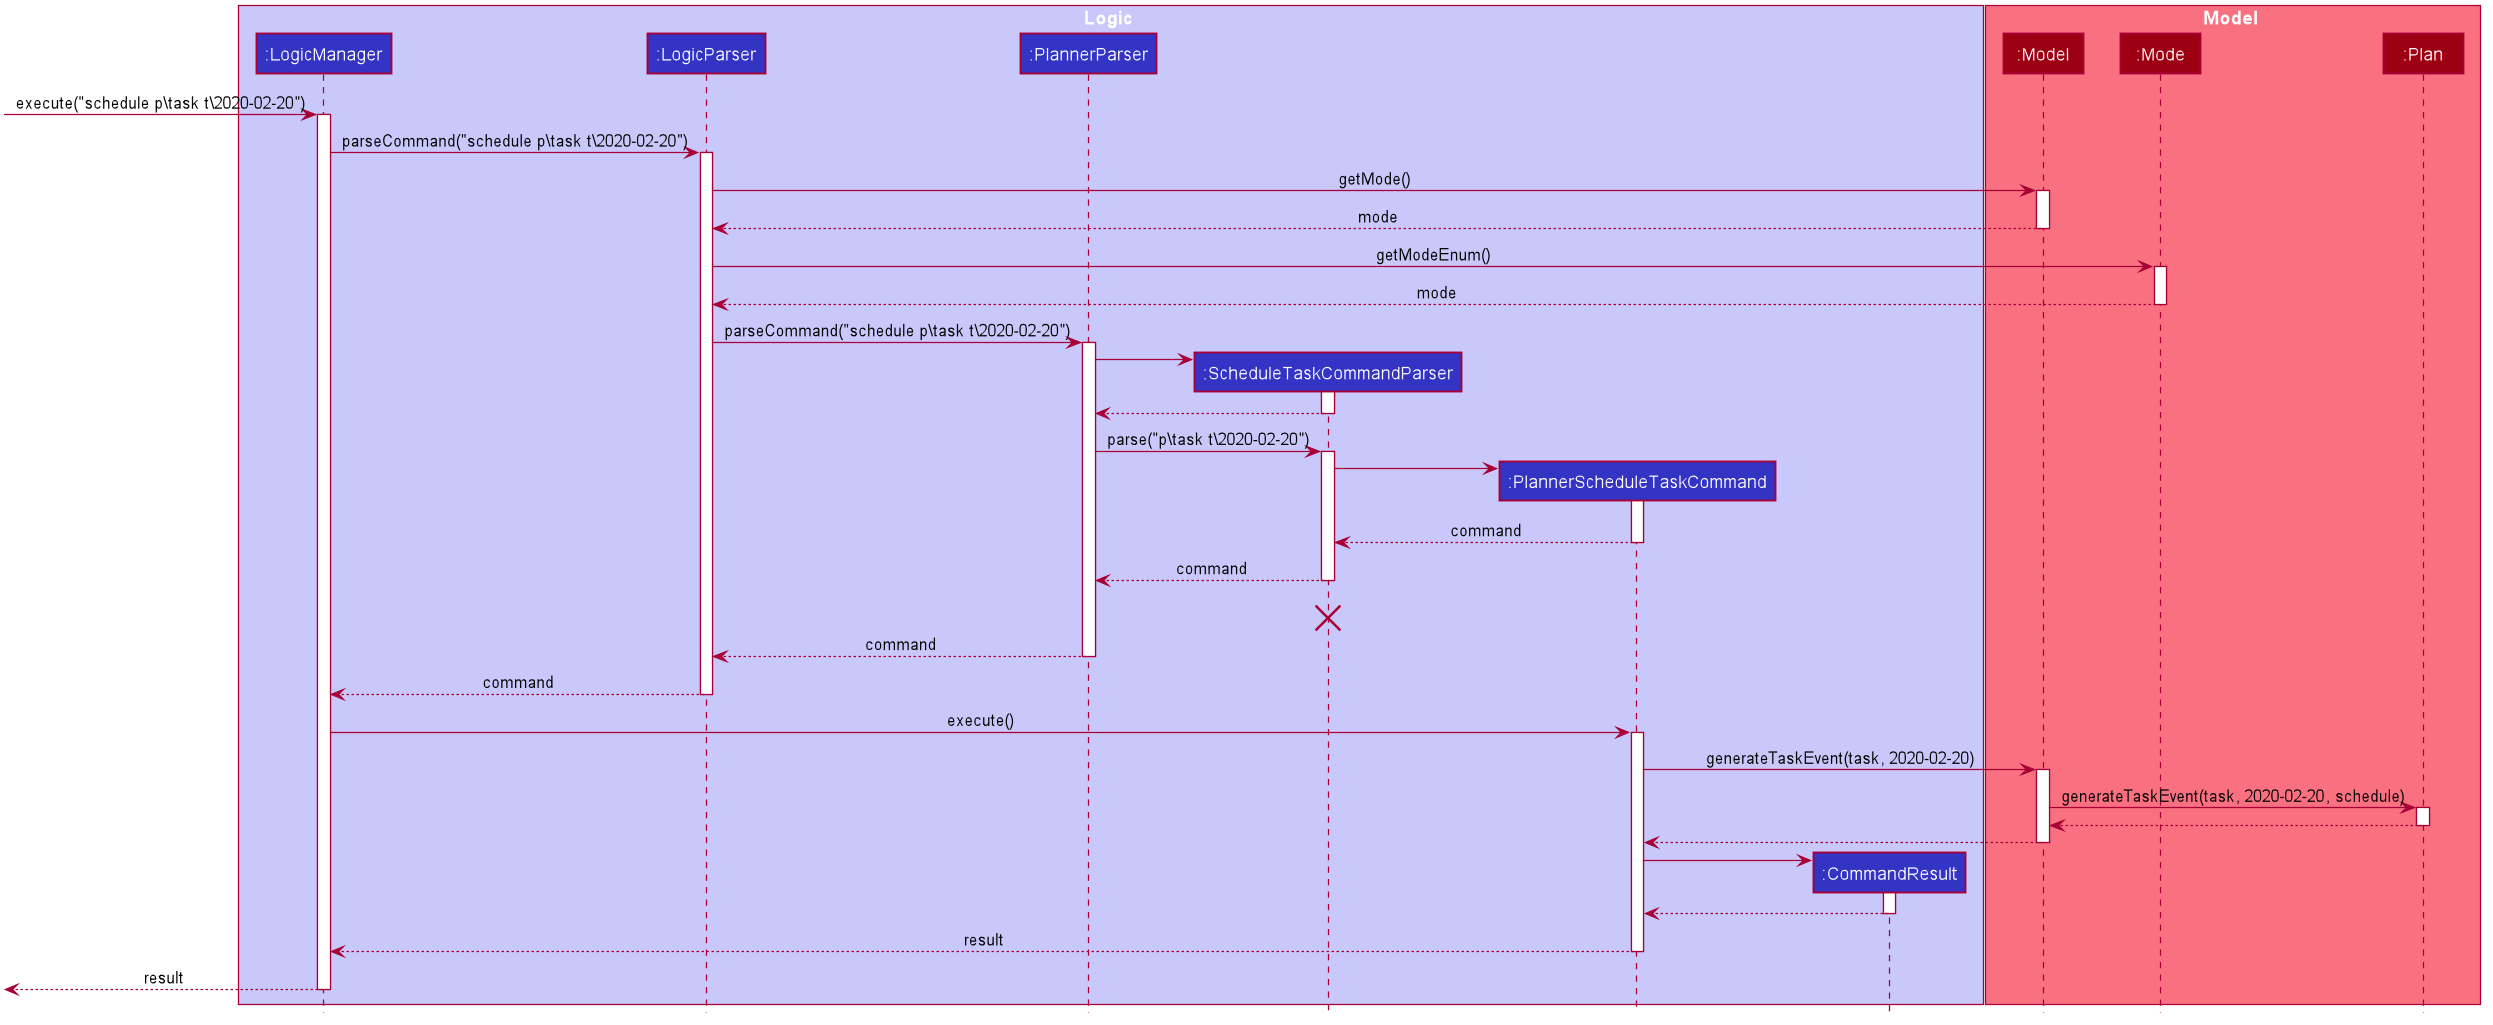 Logic
Model
:LogicManager
:LogicParser
:PlannerParser
:Model
:Mode
:Plan
execute("schedule p\task t\2020-02-20")
parseCommand("schedule p\task t\2020-02-20")
getMode()
mode
getModeEnum()
mode
parseCommand("schedule p\task t\2020-02-20")
:ScheduleTaskCommandParser
parse("p\task t\2020-02-20")
:PlannerScheduleTaskCommand
command
command
command
command
execute()
generateTaskEvent(task, 2020-02-20)
generateTaskEvent(task, 2020-02-20, schedule)
:CommandResult
result
result